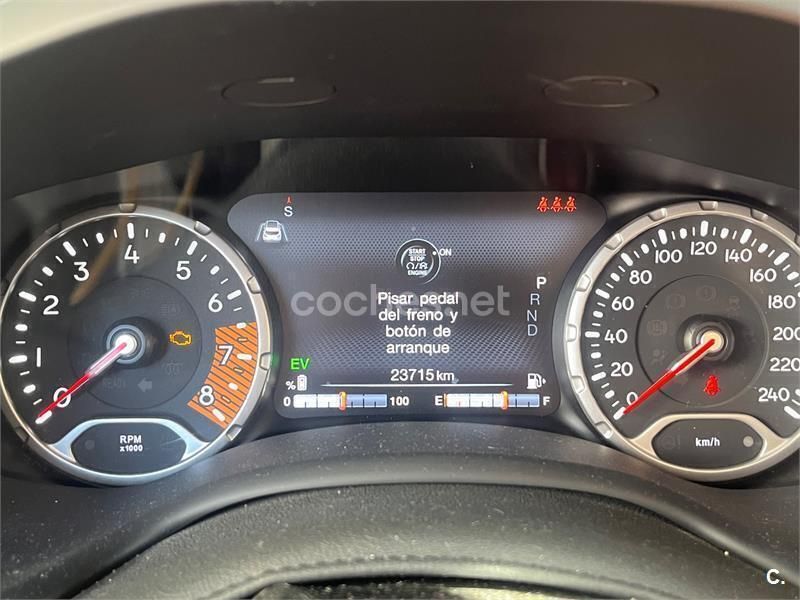 S
START
STOP
ENGINE
ON
Pisar pedal
del freno y
botón de
arranque
coches.net
P
R
N
D
EV
23715 km
%
0 100
E F
0 1 2 3 4 5 6 7 8
READY
RPM
x1000
0 20 40 60 80 100 120 140 160 180 200 220 240
km/h
C.